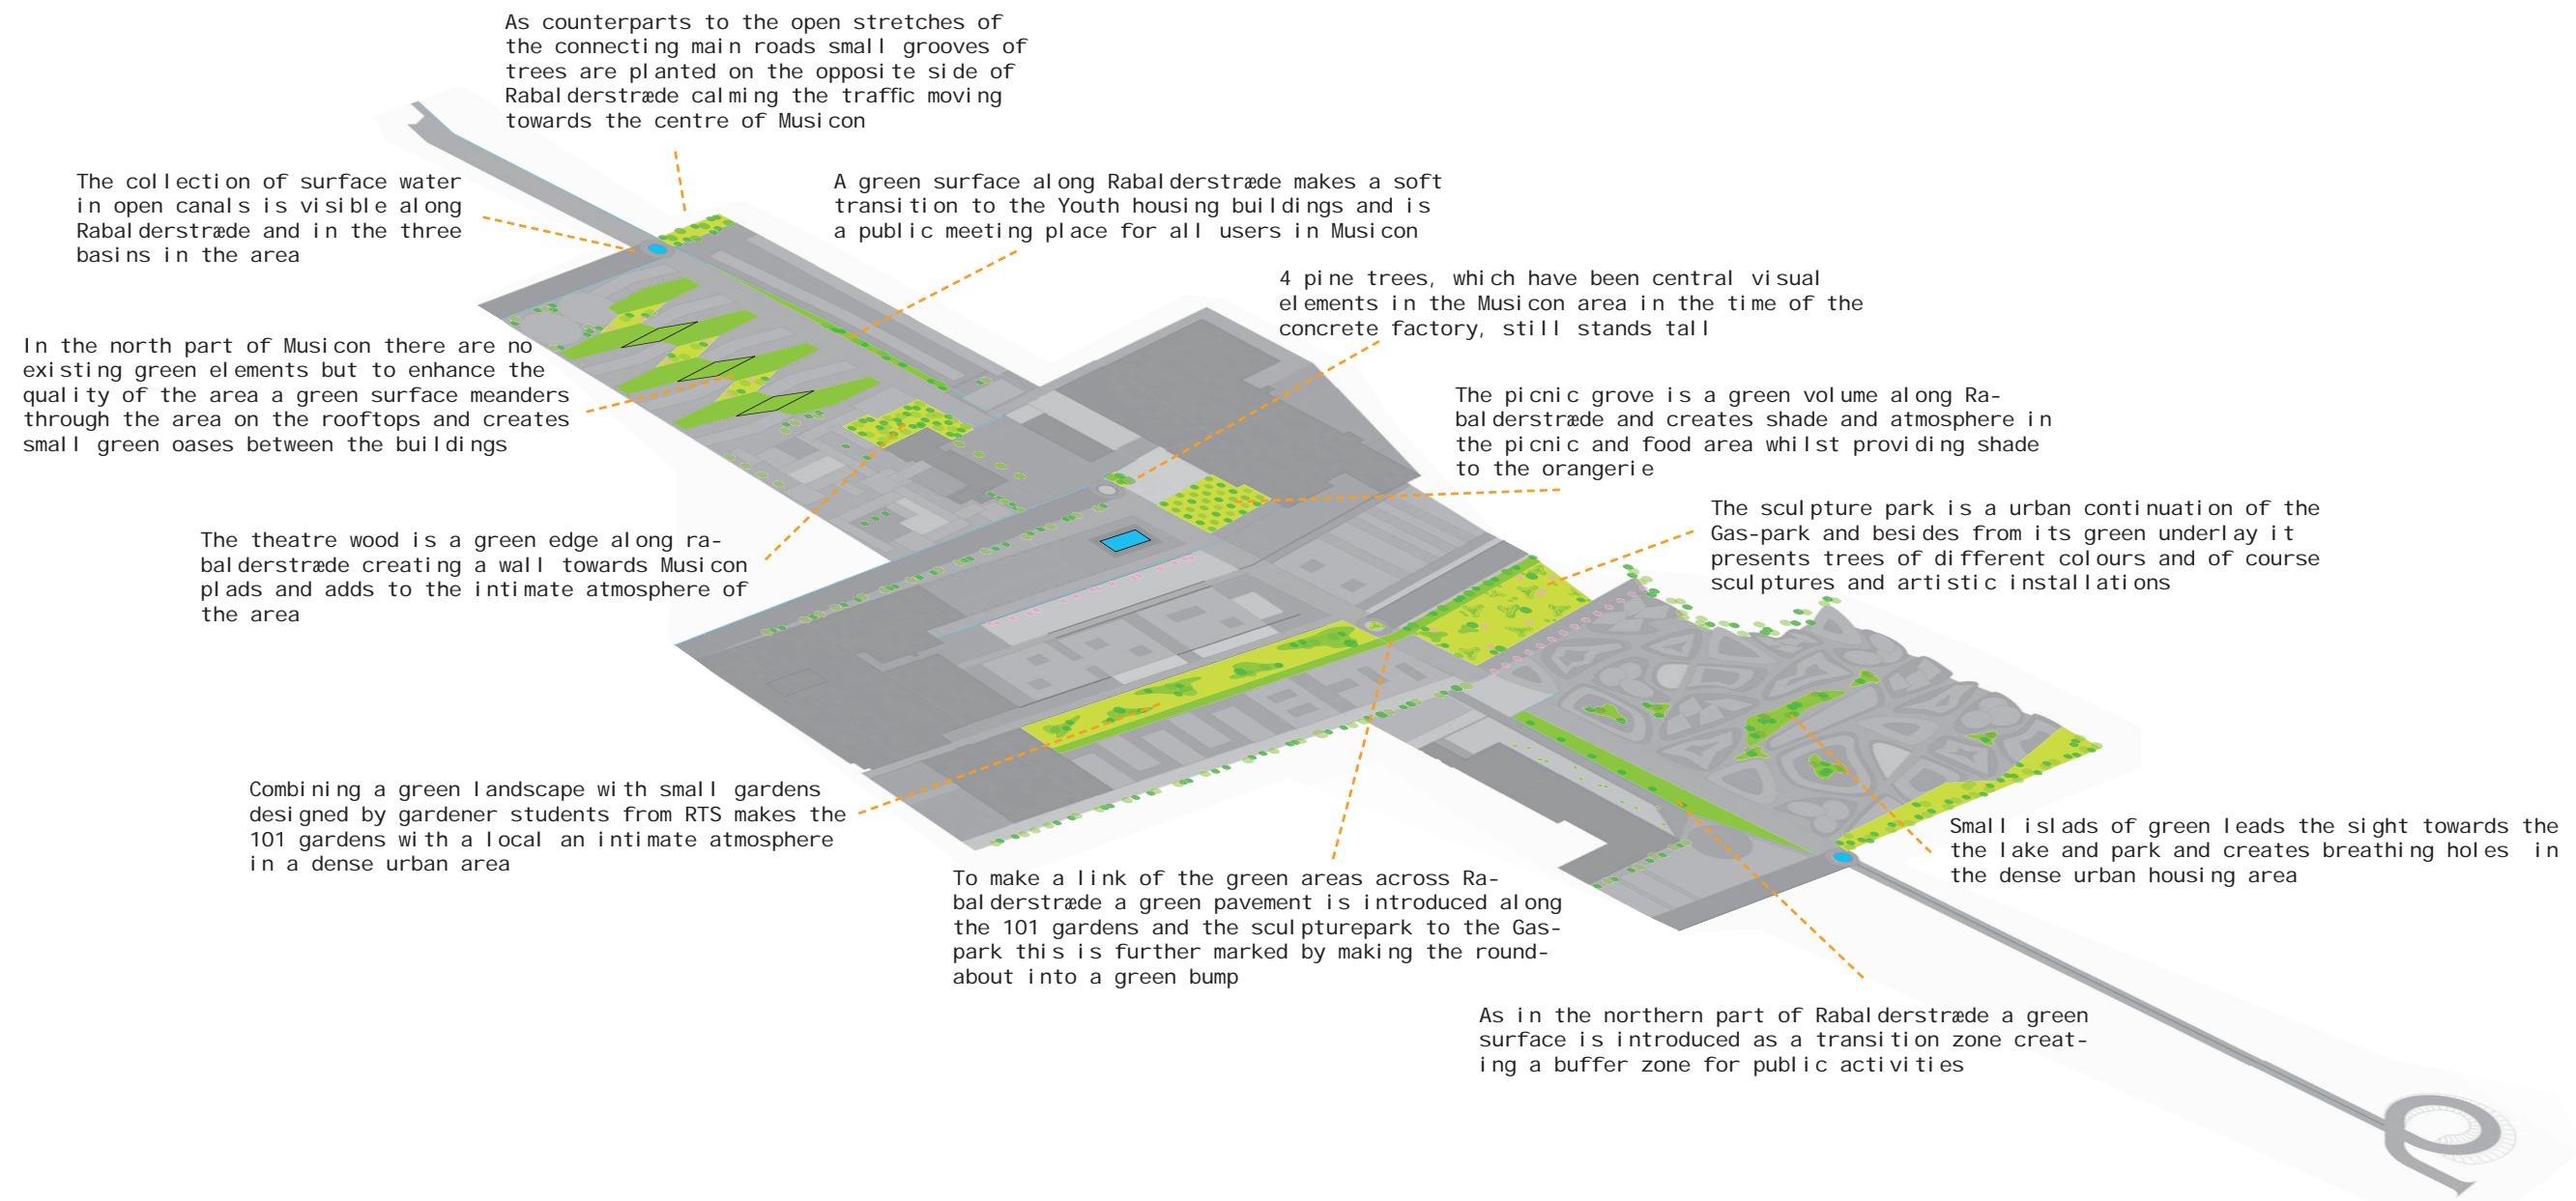 As counterparts to the open stretches of
the connecting main roads small grooves of
trees are planted on the opposite side of
Rabalderstræde calming the traffic moving
towards the centre of Musicon
The collection of surface water
in open canals is visible along
Rabalderstræde and in the three
basins in the area
A green surface along Rabalderstræde makes a soft
transition to the Youth housing buildings and is
a public meeting place for all users in Musicon
4 pine trees, which have been central visual
elements in the Musicon area in the time of the
concrete factory, still stands tall
In the north part of Musicon there are no
existing green elements but to enhance the
quality of the area a green surface meanders
through the area on the rooftops and creates
small green oases between the buildings
The picnic grove is a green volume along Ra-
balderstræde and creates shade and atmosphere in
the picnic and food area whilst providing shade
to the orangerie
The sculpture park is a urban continuation of the
Gas-park and besides from its green underlay it
presents trees of different colours and of course
sculptures and artistic installations
The theatre wood is a green edge along ra-
balderstræde creating a wall towards Musicon
plads and adds to the intimate atmosphere of
the area
Combining a green landscape with small gardens
designed by gardener students from RTS makes the
101 gardens with a local an intimate atmosphere
in a dense urban area
Small islads of green leads the sight towards the
the lake and park and creates breathing holes  in
the dense urban housing area
To make a link of the green areas across Ra-
balderstræde a green pavement is introduced along
the 101 gardens and the sculpturepark to the Gas-
park this is further marked by making the round-
about into a green bump
As in the northern part of Rabalderstræde a green
surface is introduced as a transition zone creat-
ing a buffer zone for public activities